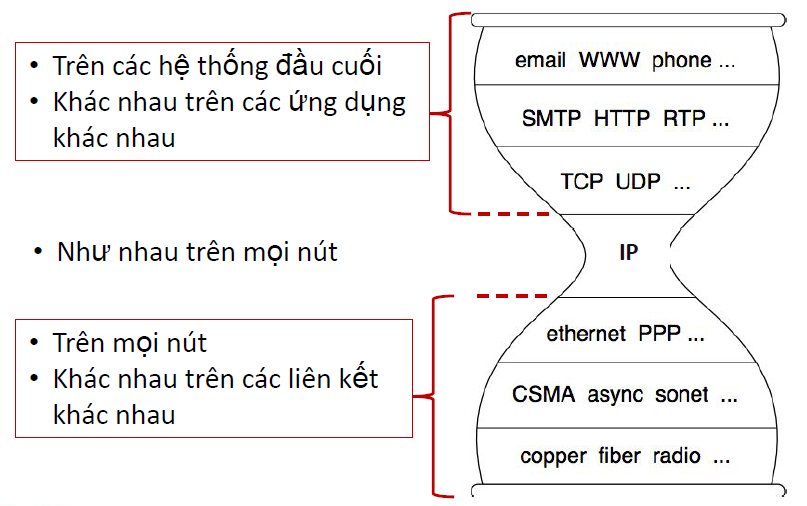 • Trên các hệ thống đầu cuối
• Khác nhau trên các ứng dụng
khác nhau
• Như nhau trên mọi nút
• Trên mọi nút
• Khác nhau trên các liên kết
khác nhau
email WWW phone ...
SMTP HTTP RTP ...
TCP UDP ...
IP
ethernet PPP ...
CSMA async sonet ...
copper fiber radio ...